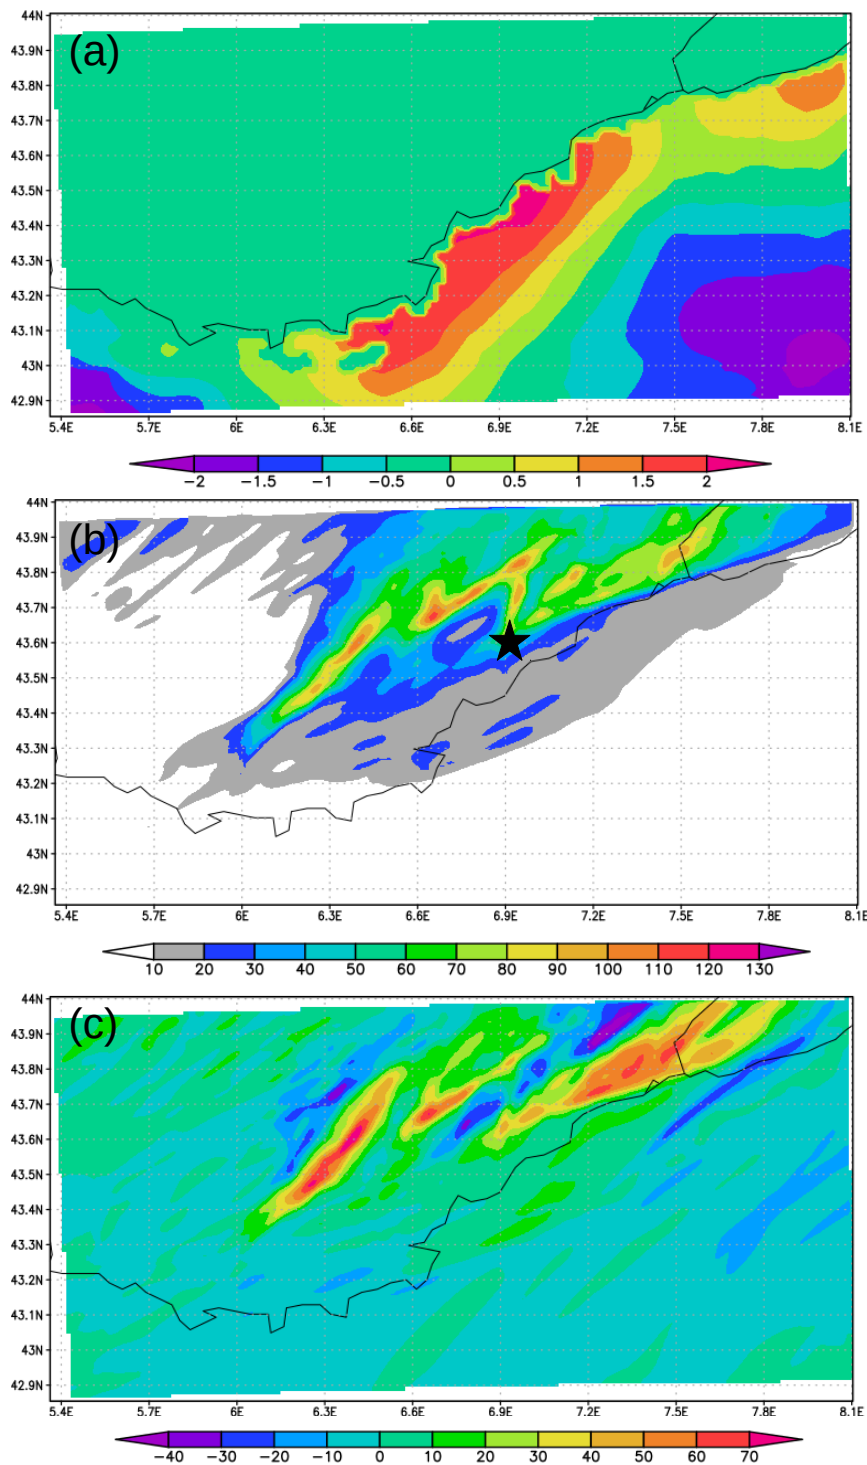 (a)
44N
43.9N
43.8N
43.7N
43.6N
43.5N
43.4N
43.3N
43.2N
43.1N
43N
42.9N
5.4E 5.7E 6E 6.3E 6.6E 6.9E 7.2E 7.5E 7.8E 8.1E
−2 −1.5 −1 −0.5 0 0.5 1 1.5 2
(b)
44N
43.9N
43.8N
43.7N
43.6N
43.5N
43.4N
43.3N
43.2N
43.1N
43N
42.9N
5.4E 5.7E 6E 6.3E 6.6E 6.9E 7.2E 7.5E 7.8E 8.1E
10 20 30 40 50 60 70 80 90 100 110 120 130
(c)
44N
43.9N
43.8N
43.7N
43.6N
43.5N
43.4N
43.3N
43.2N
43.1N
43N
42.9N
5.4E 5.7E 6E 6.3E 6.6E 6.9E 7.2E 7.5E 7.8E 8.1E
−40 −30 −20 −10 0 10 20 30 40 50 60 70